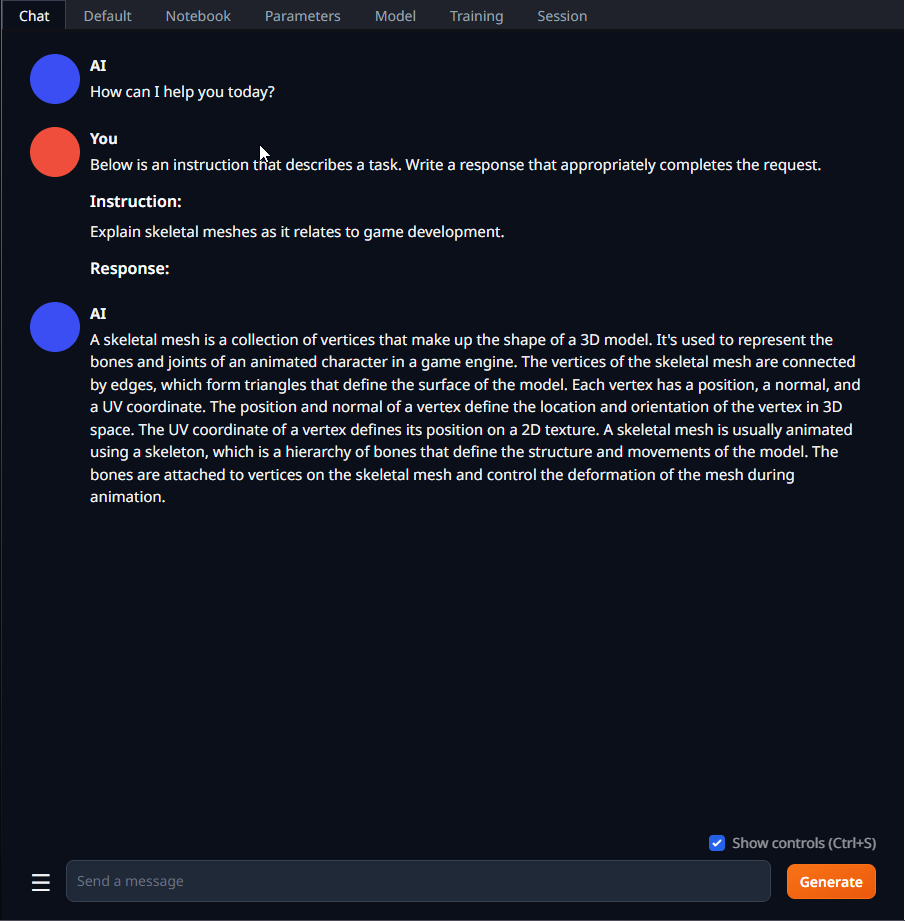 Chat Default Notebook Parameters Model Training Session
AI
How can I help you today?
You
Below is an instruction that describes a task. Write a response that appropriately completes the request.
Instruction:
Explain skeletal meshes as it relates to game development.
Response:
AI
A skeletal mesh is a collection of vertices that make up the shape of a 3D model. It's used to represent the
bones and joints of an animated character in a game engine. The vertices of the skeletal mesh are connected
by edges, which form triangles that define the surface of the model. Each vertex has a position, a normal, and
a UV coordinate. The position and normal of a vertex define the location and orientation of the vertex in 3D
space. The UV coordinate of a vertex defines its position on a 2D texture. A skeletal mesh is usually animated
using a skeleton, which is a hierarchy of bones that define the structure and movements of the model. The
bones are attached to vertices on the skeletal mesh and control the deformation of the mesh during
animation.
Show controls (Ctrl+S)
Send a message
Generate